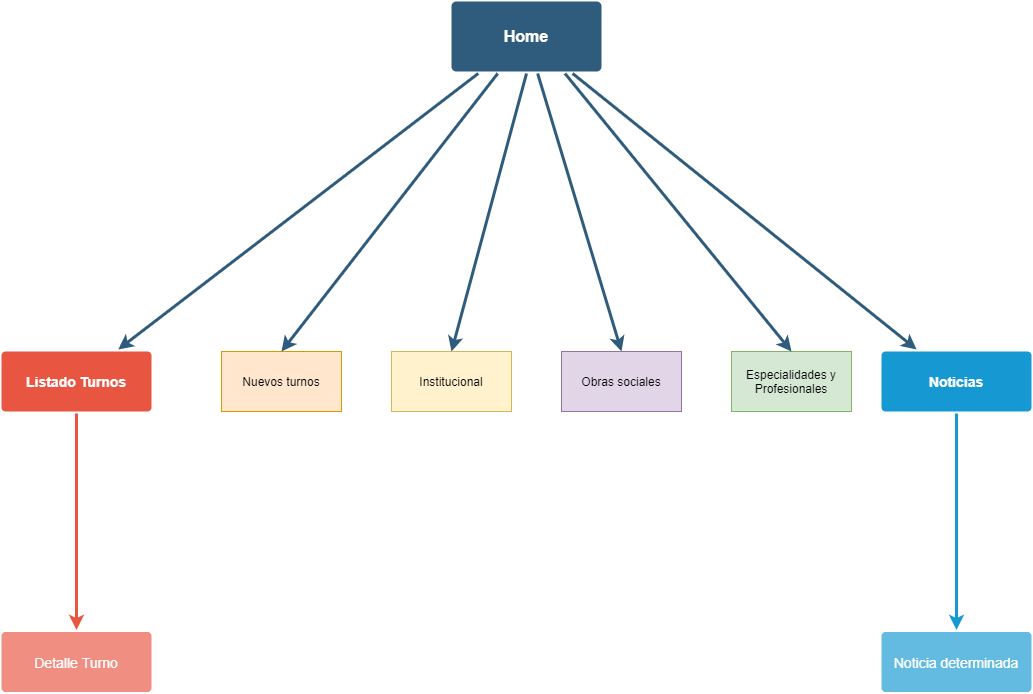 Home
Listado Turnos
Nuevos turnos
Institucional
Obras sociales
Especialidades y
Profesionales
Noticias
Detalle Turno
Noticia determinada